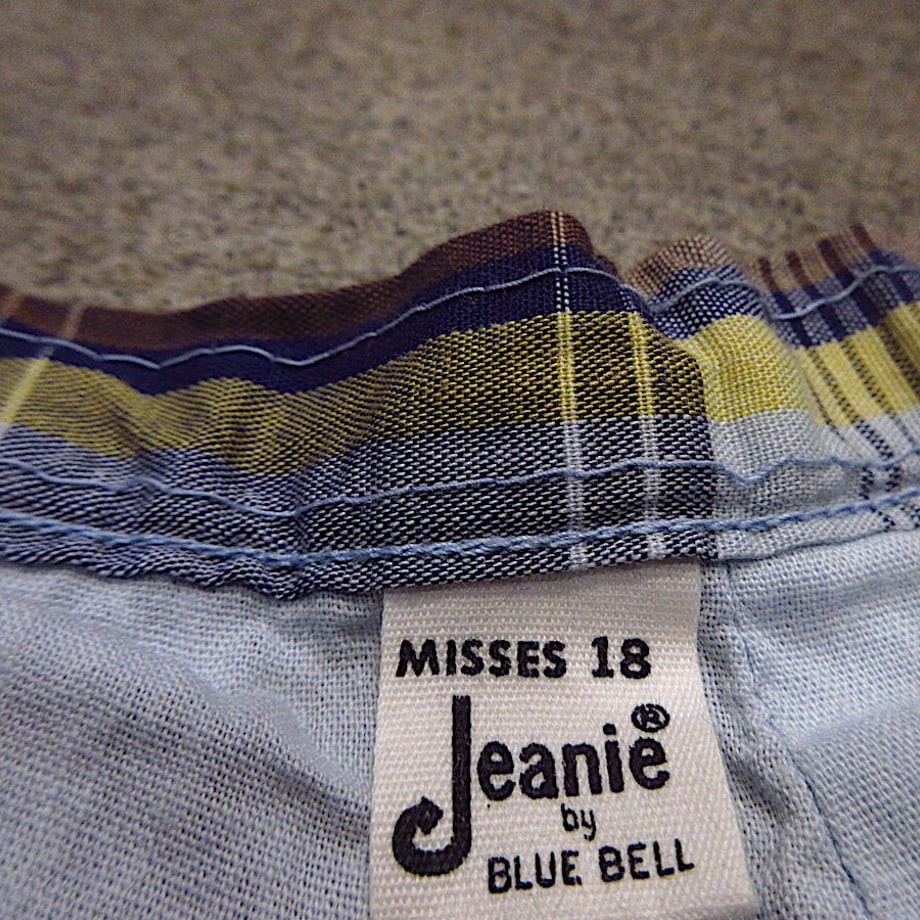 MISSES 18
Jeanie®
by
BLUE BELL